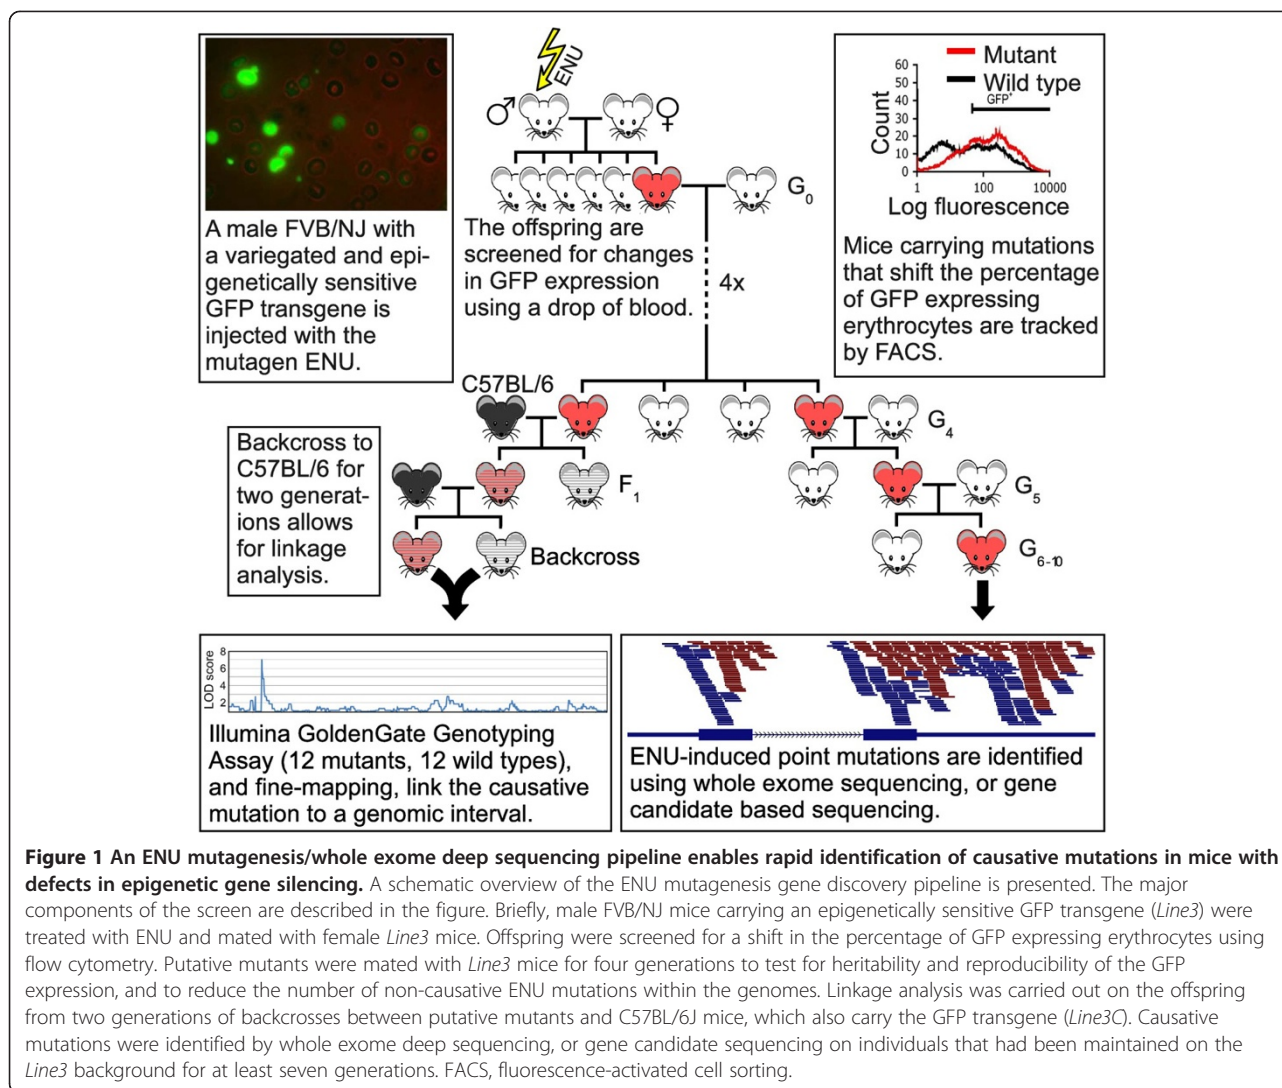 A male FVB/NJ with
a variegated and epi-
genetically sensitive
GFP transgene is
injected with the
mutagen ENU.
ENU
♂
♀
G0
The offspring are
screened for changes
in GFP expression
using a drop of blood.
4x
Mutant
Wild type
GFP+
60
50
40
30
20
10
0
Count
1
100
10000
Log fluorescence
Mice carrying mutations
that shift the percentage
of GFP expressing
erythrocytes are tracked
by FACS.
C57BL/6
G4
Backcross to
C57BL/6 for
two generat-
ions allows
for linkage
analysis.
F1
G5
Backcross
G6-10
LOD score
8
6
4
2
Illumina GoldenGate Genotyping
Assay (12 mutants, 12 wild types),
and fine-mapping, link the causative
mutation to a genomic interval.
ENU-induced point mutations are identified
using whole exome sequencing, or gene
candidate based sequencing.
Figure 1 An ENU mutagenesis/whole exome deep sequencing pipeline enables rapid identification of causative mutations in mice with
defects in epigenetic gene silencing. A schematic overview of the ENU mutagenesis gene discovery pipeline is presented. The major
components of the screen are described in the figure. Briefly, male FVB/NJ mice carrying an epigenetically sensitive GFP transgene (Line3) were
treated with ENU and mated with female Line3 mice. Offspring were screened for a shift in the percentage of GFP expressing erythrocytes using
flow cytometry. Putative mutants were mated with Line3 mice for four generations to test for heritability and reproducibility of the GFP
expression, and to reduce the number of non-causative ENU mutations within the genomes. Linkage analysis was carried out on the offspring
from two generations of backcrosses between putative mutants and C57BL/6J mice, which also carry the GFP transgene (Line3C). Causative
mutations were identified by whole exome deep sequencing, or gene candidate sequencing on individuals that had been maintained on the
Line3 background for at least seven generations. FACS, fluorescence-activated cell sorting.